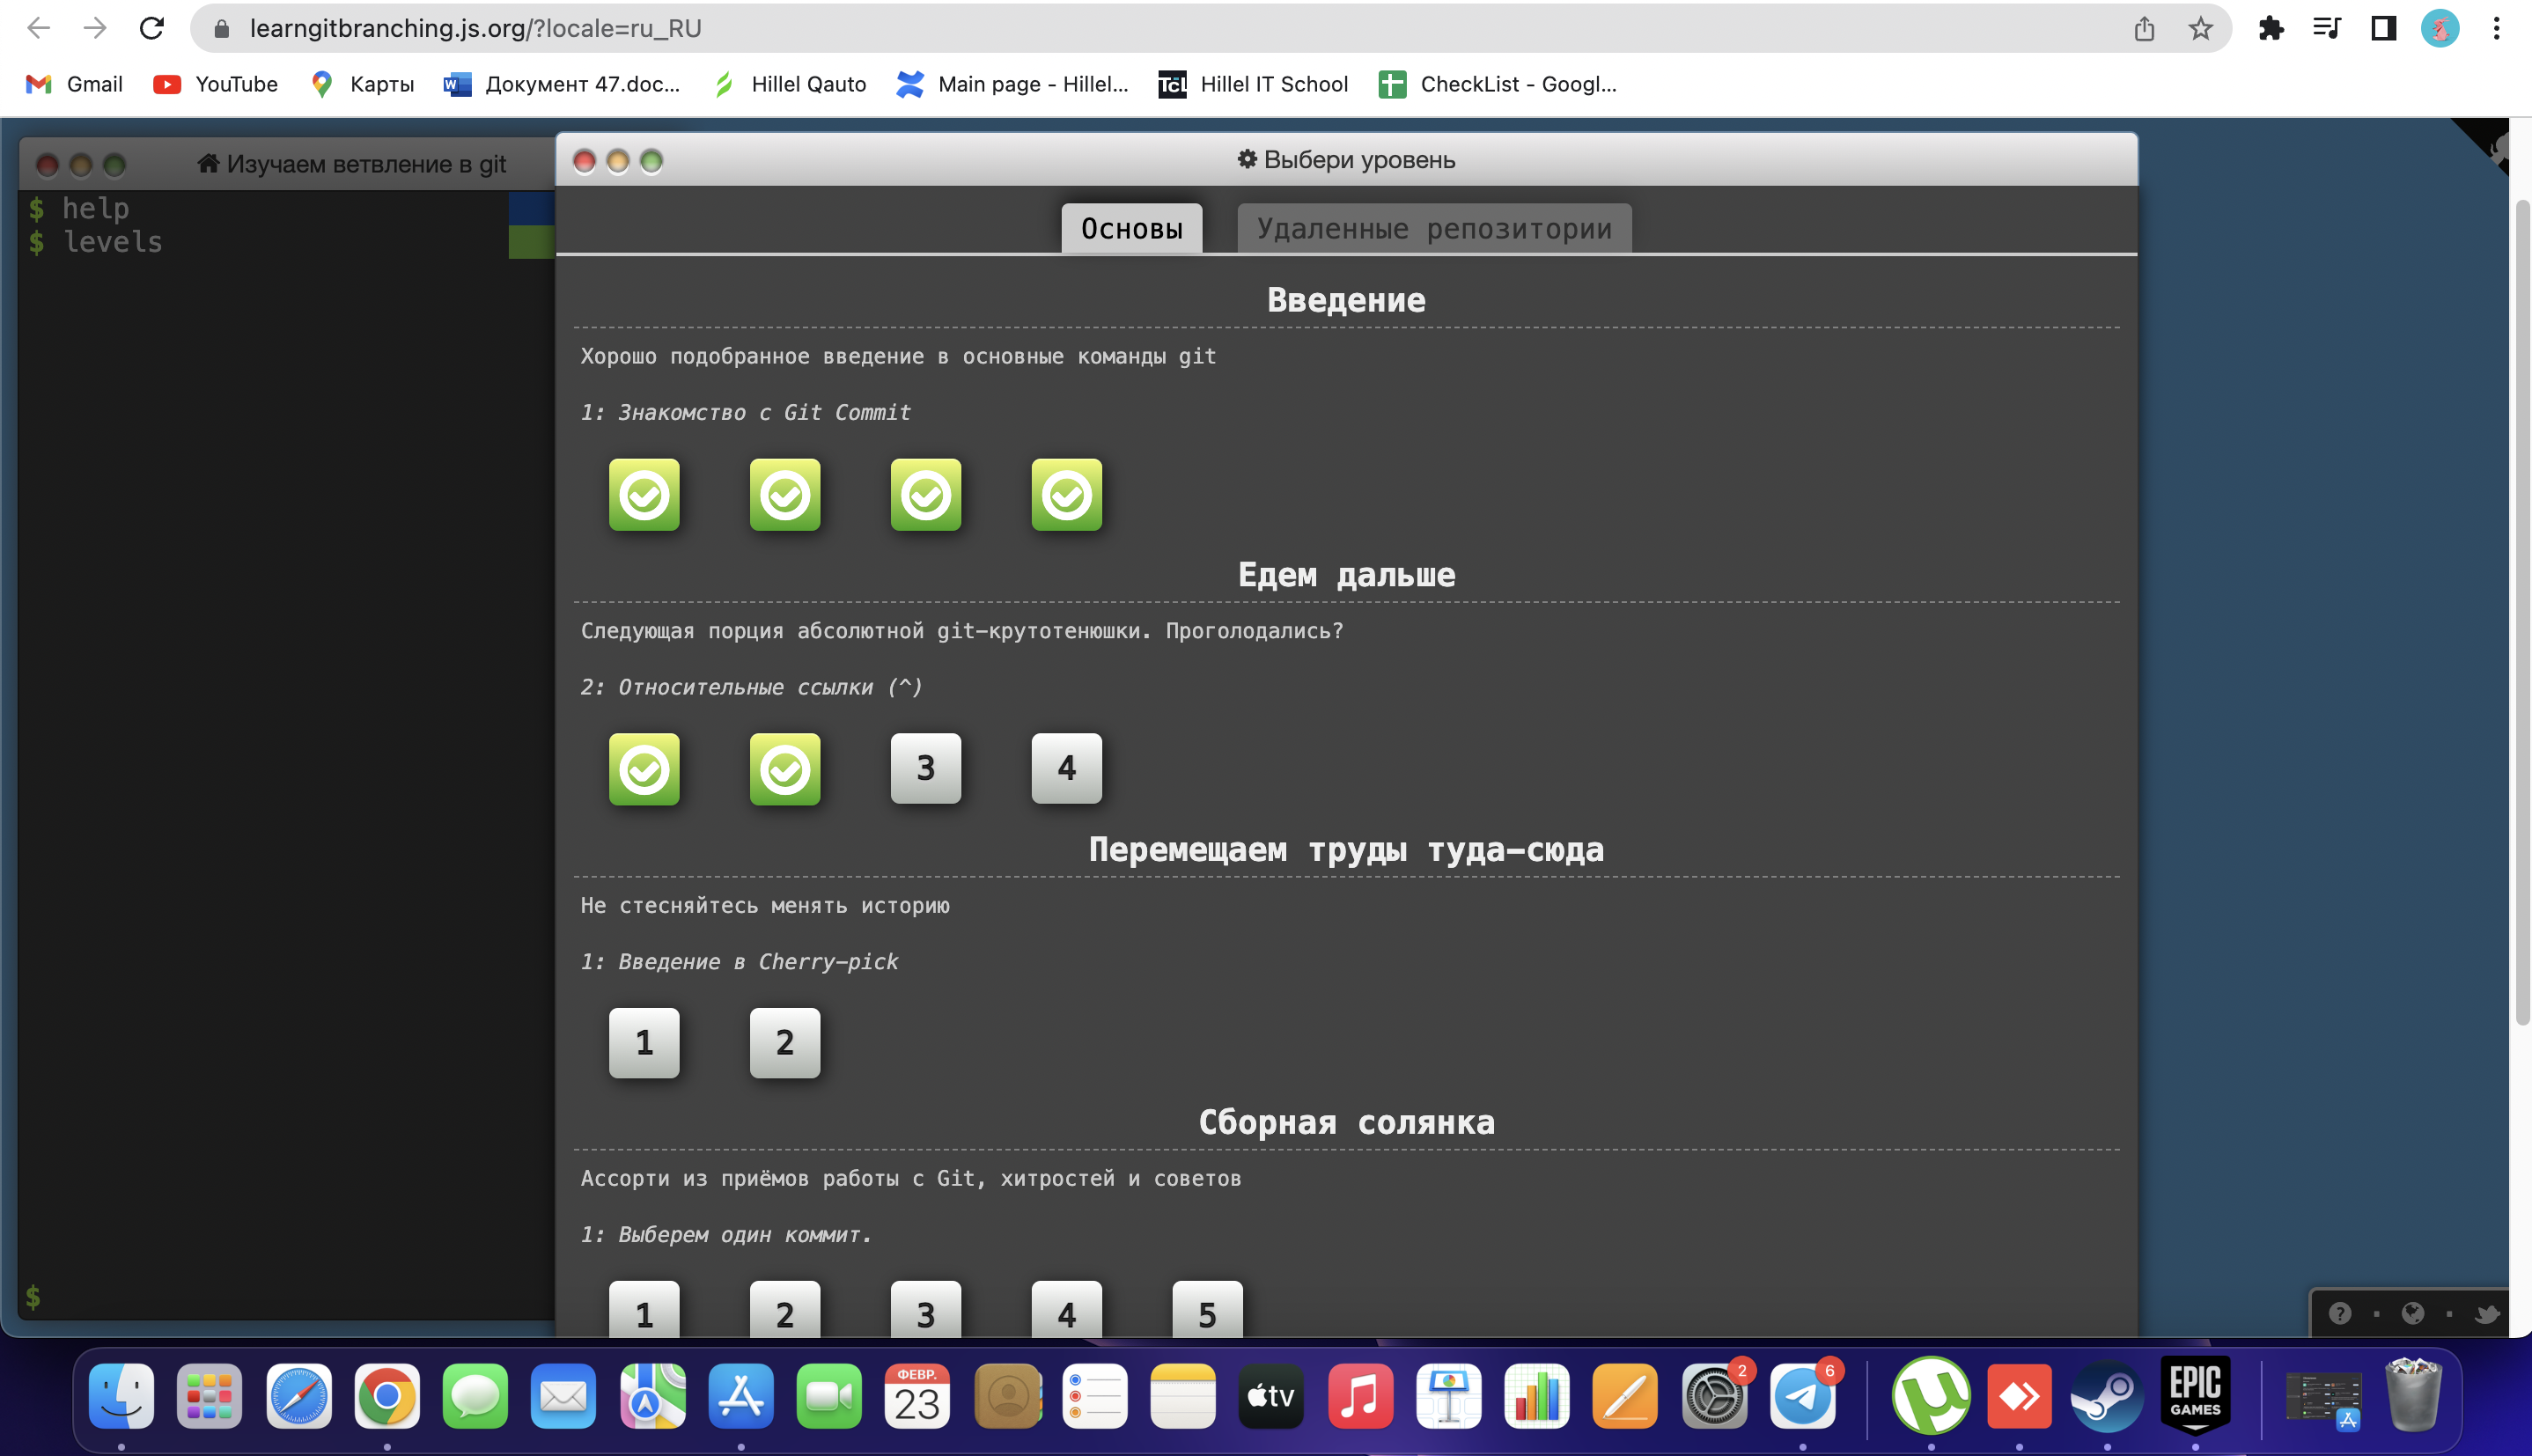 learngitbranching.js.org/?locale=ru_RU
Gmail
YouTube
Карты
Документ 47.doc...
Hillel Qauto
Main page - Hillel...
Hillel IT School
CheckList - Googl...
Изучаем ветвление в git
$ help
$ levels
$
Выбери уровень
Основы
Удаленные репозитории
Введение
Хорошо подобранное введение в основные команды git
1: Знакомство с Git Commit
Едем дальше
Следующая порция абсолютной git-крутотенюшки. Проголодались?
2: Относительные ссылки (^)
3 4
Перемещаем труды туда-сюда
Не стесняйтесь менять историю
1: Введение в Cherry-pick
1 2
Сборная солянка
Ассорти из приёмов работы с Git, хитростей и советов
1: Выберем один коммит.
1 2 3 4 5
ФЕВР.
23
tv
2
6
EPIC
GAMES